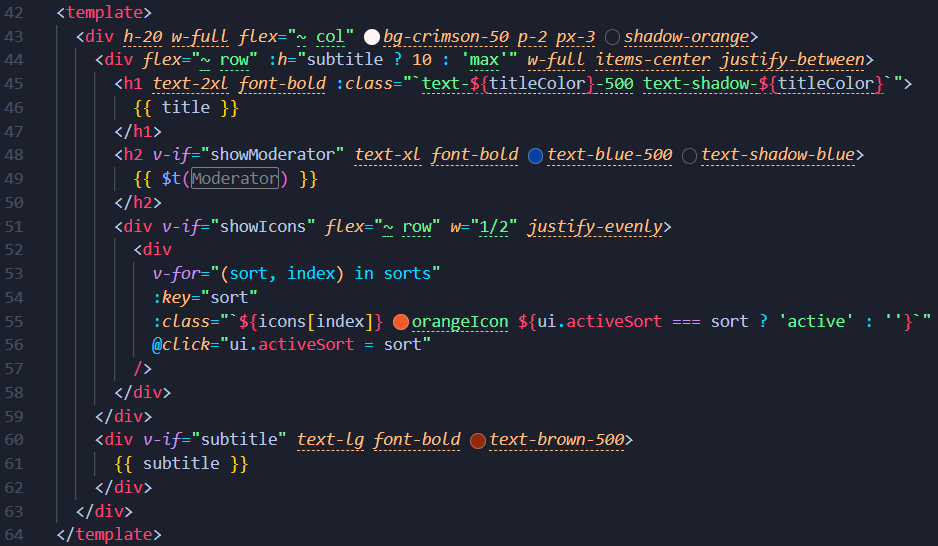 42 <template>
43 <div h-20 w-full flex="~ col" bg-crimson-50 p-2 px-3 shadow-orange>
44 <div flex="~ row" :h="subtitle ? 10 : 'max'" w-full items-center justify-between>
45 <h1 text-2xl font-bold :class="`text-${titleColor}-500 text-shadow-${titleColor}`">
46 {{ title }}
47 </h1>
48 <h2 v-if="showModerator" text-xl font-bold text-blue-500 text-shadow-blue>
49 {{ $t(Moderator) }}
50 </h2>
51 <div v-if="showIcons" flex="~ row" w="1/2" justify-evenly>
52 <div
53 v-for="(sort, index) in sorts"
54 :key="sort"
55 :class="`${icons[index]} orangeIcon ${ui.activeSort === sort ? 'active' : ''}`"
56 @click="ui.activeSort = sort"
57 />
58 </div>
59 </div>
60 <div v-if="subtitle" text-lg font-bold text-brown-500>
61 {{ subtitle }}
62 </div>
63 </div>
64 </template>